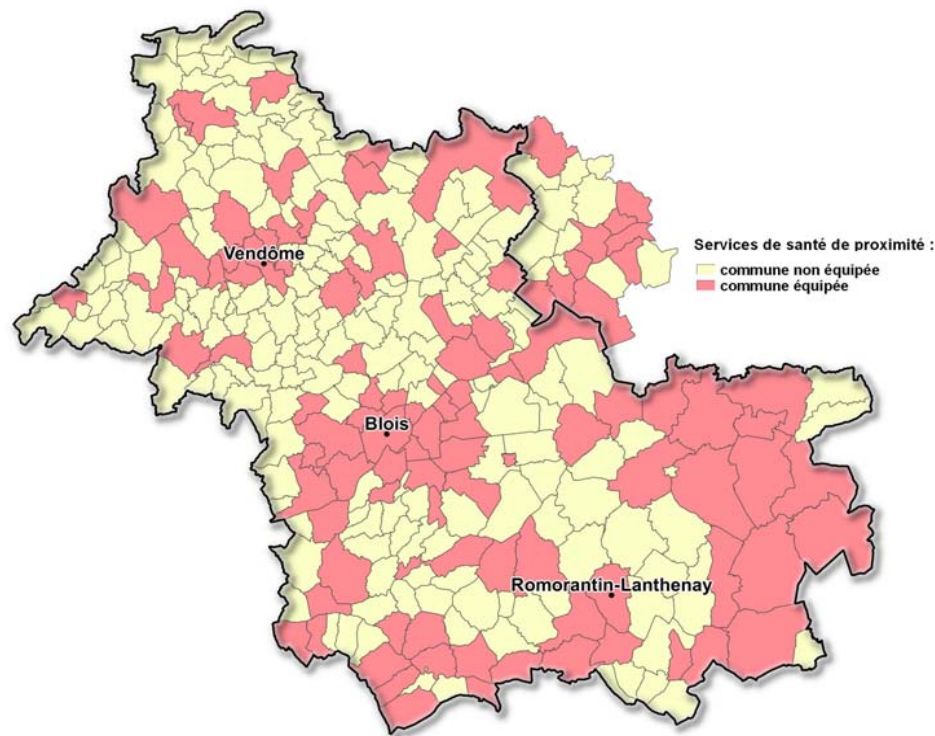 Vendôme
Services de santé de proximité :
commune non équipée
commune équipée
Blois
Romorantin-Lanthenay